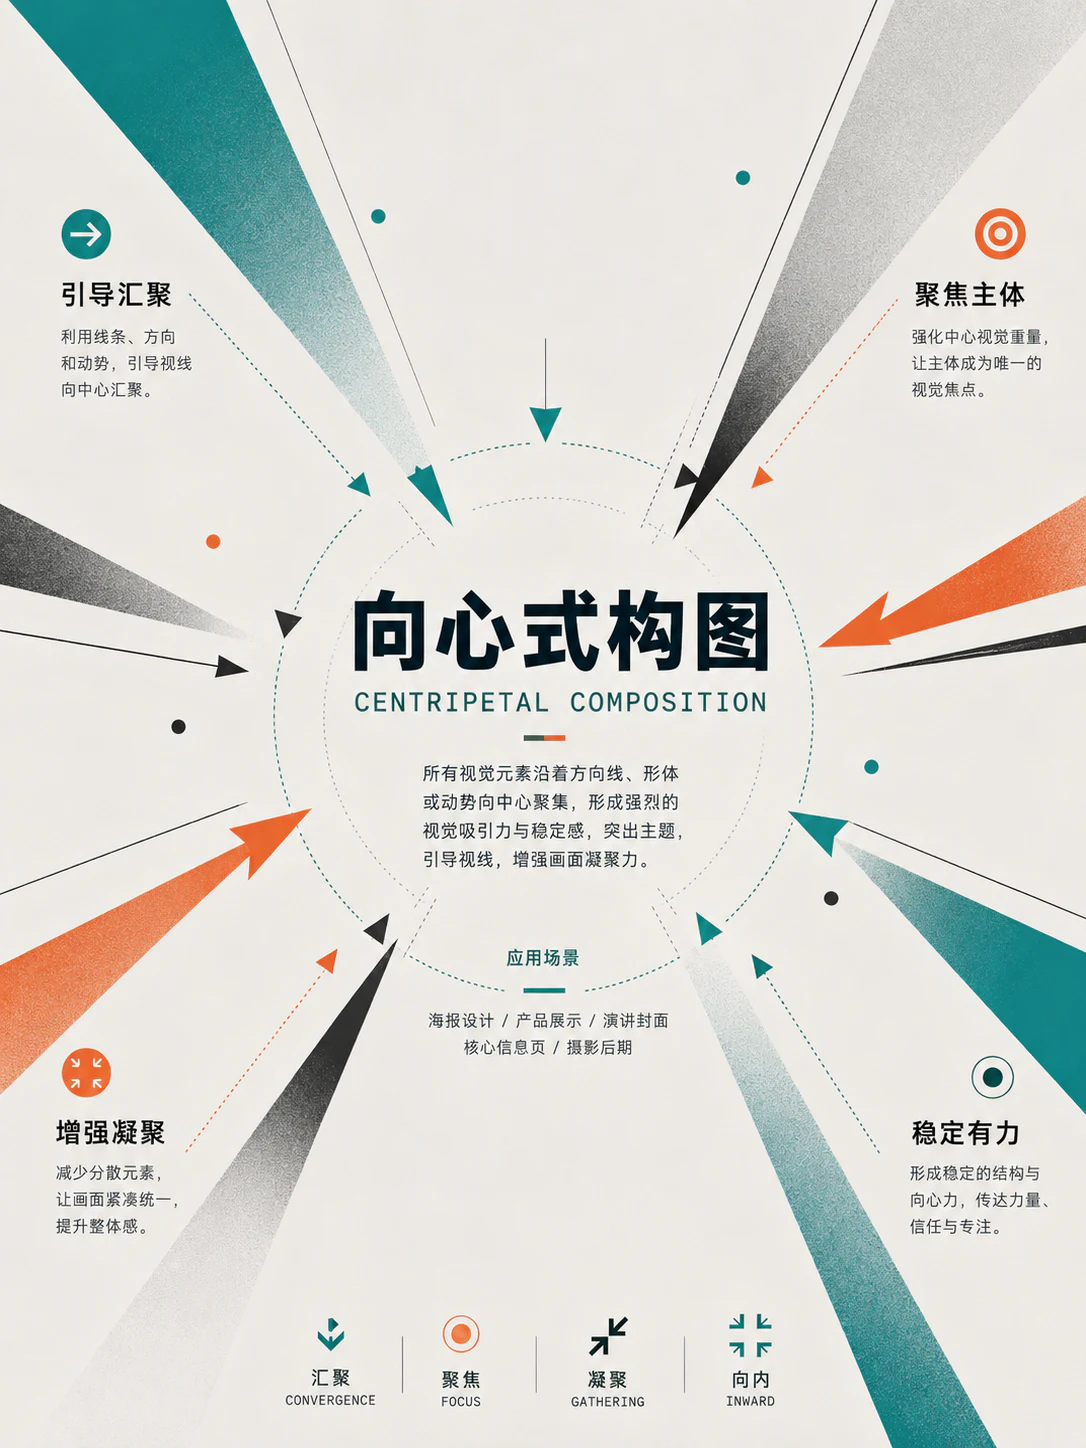 引导汇聚
利用线条、方向
和动势，引导视线
向中心汇聚。
聚焦主体
强化中心视觉重量，
让主体成为唯一的
视觉焦点。
向心式构图
CENTRIPETAL COMPOSITION
所有视觉元素沿着方向线、形体
或动势向中心聚集，形成强烈的
视觉吸引力与稳定感，突出主题，
引导视线，增强画面凝聚力。
应用场景
海报设计 / 产品展示 / 演讲封面
核心信息页 / 摄影后期
增强凝聚
减少分散元素，
让画面紧凑统一，
提升整体感。
稳定有力
形成稳定的结构与
向心力，传达力量、
信任与专注。
汇聚
CONVERGENCE
聚焦
FOCUS
凝聚
GATHERING
向内
INWARD